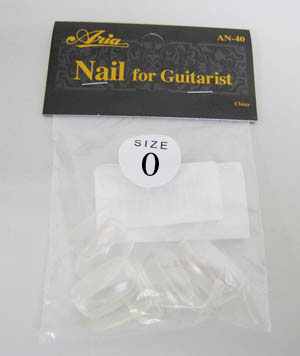 Aria
AN-40
Nail for Guitarist
China
SIZE
0